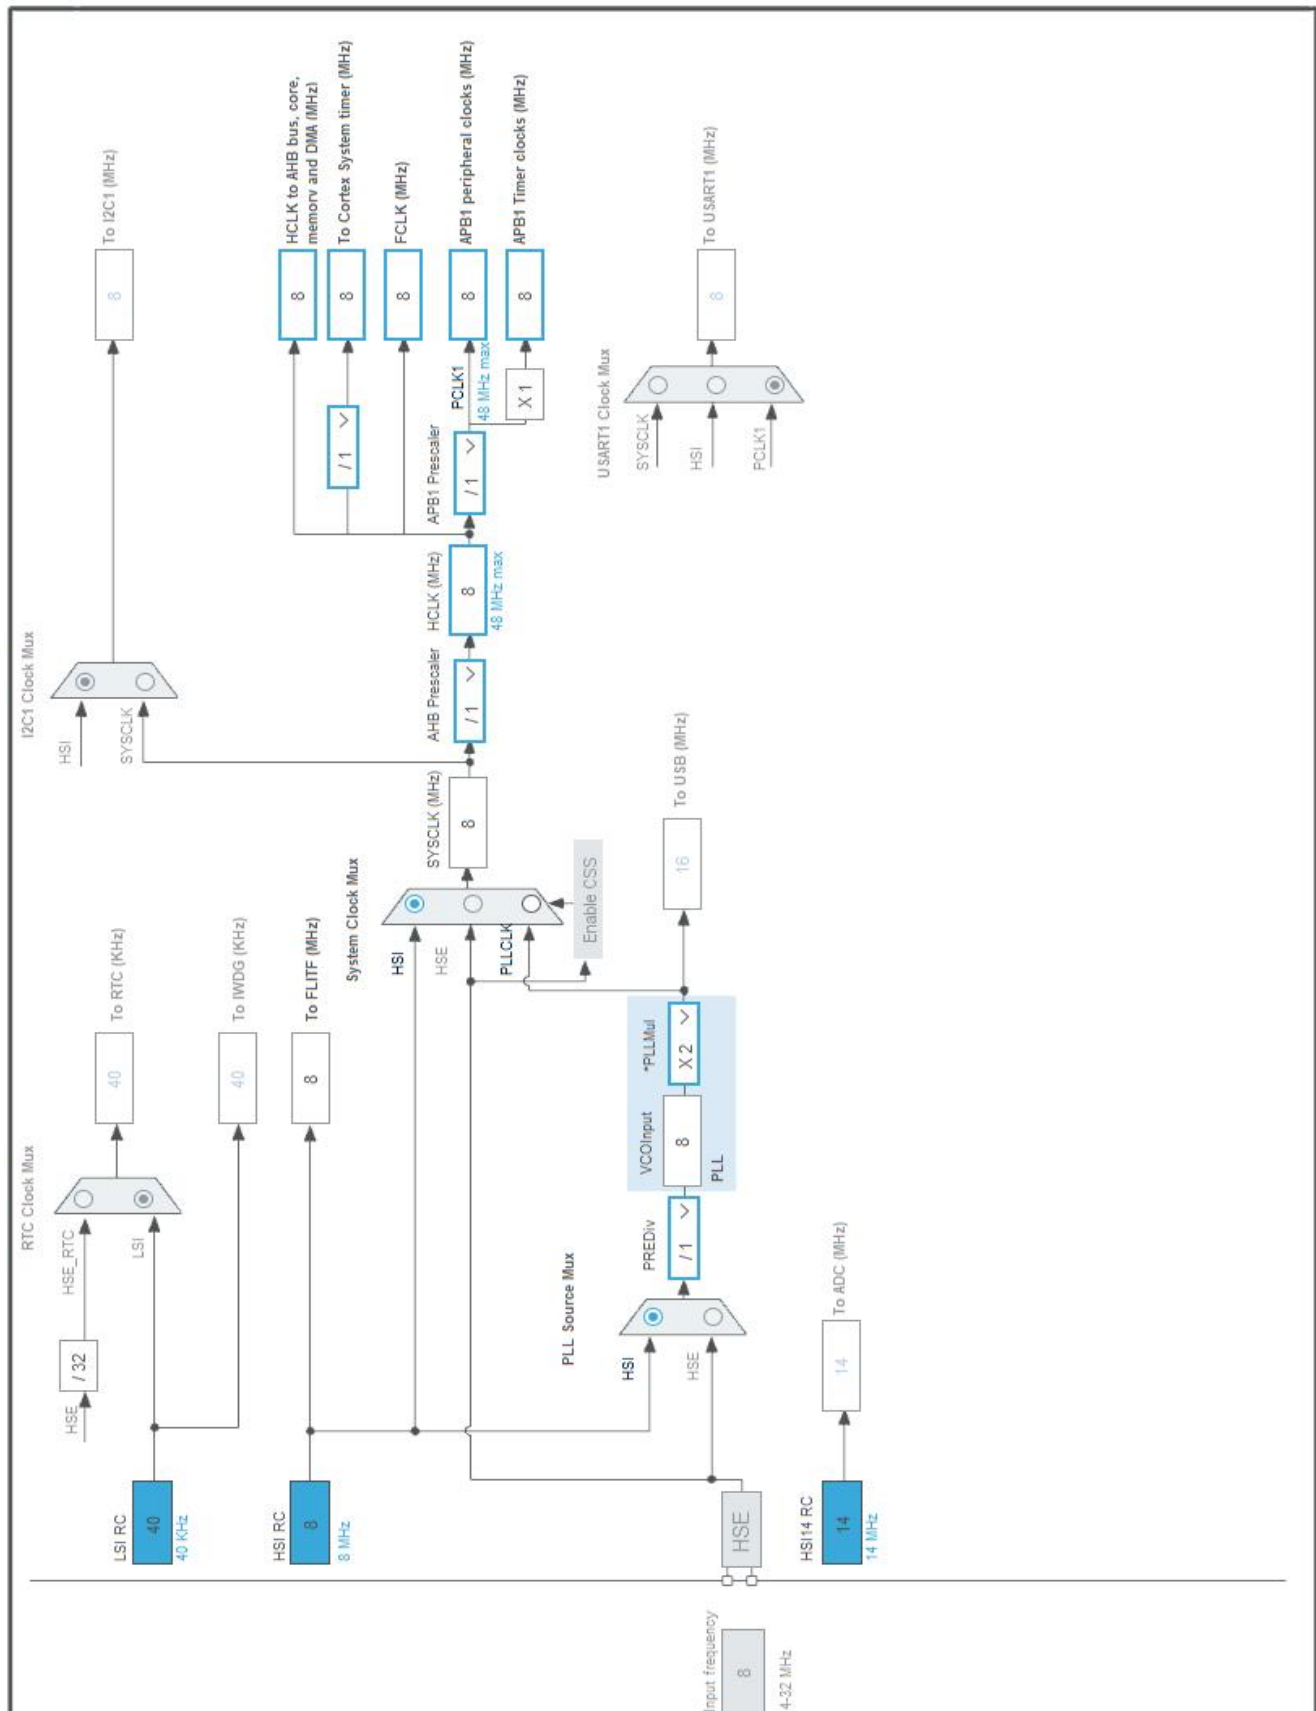 RTC Clock Mux
HSE
/ 32
HSE_RTC
LSI
40
To RTC (KHz)
LSI RC
40
40 KHz
40
To IWDG (KHz)
HSI RC
8
8 MHz
8
To FLITF (MHz)
I2C1 Clock Mux
HSI
SYSCLK
8
To I2C1 (MHz)
System Clock Mux
HSI
HSE
PLLCLK
Enable CSS
SYSCLK (MHz)
8
AHB Prescaler
/ 1
HCLK (MHz)
8
48 MHz max
APB1 Prescaler
/ 1
PCLK1
48 MHz max
X 1
/ 1
8
HCLK to AHB bus, core,
memory and DMA (MHz)
8
To Cortex System timer (MHz)
8
FCLK (MHz)
8
APB1 peripheral clocks (MHz)
8
APB1 Timer clocks (MHz)
PLL Source Mux
HSI
HSE
PREDiv
/ 1
VCOInput
8
*PLLMul
X 2
PLL
16
To USB (MHz)
USART1 Clock Mux
SYSCLK
HSI
PCLK1
8
To USART1 (MHz)
Input frequency
8
4-32 MHz
HSE
HSI14 RC
14
14 MHz
14
To ADC (MHz)